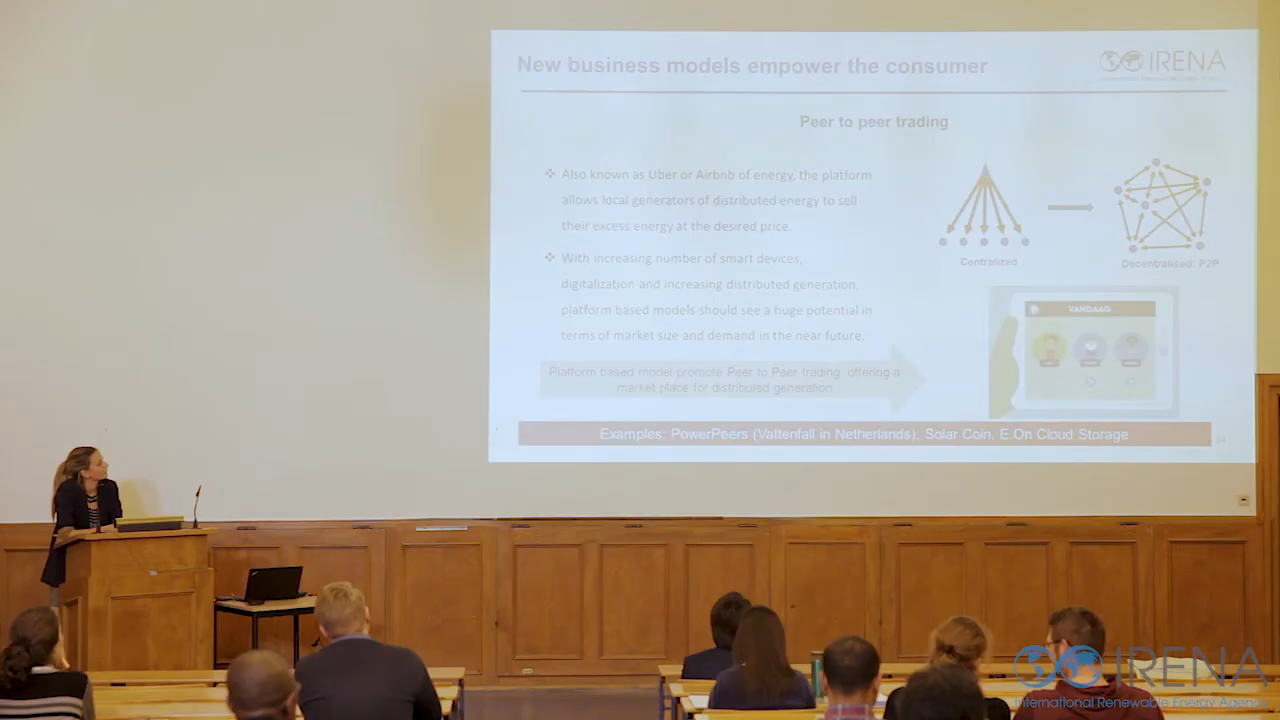 New business models empower the consumer
IRENA
Peer to peer trading
Also known as Uber or Airbnb of energy, the platform
allows local generators of distributed energy to sell
their excess energy at the desired price.
With increasing number of smart devices,
digitalization and increasing distributed generation,
platform based models should see a huge potential in
terms of market size and demand in the near future.
Centralized
Decentralised: P2P
VANDAAG
Platform based model promote Peer to Peer trading: offering a
market place for distributed generation
Examples: PowerPeers (Vattenfall in Netherlands), Solar Coin, E.On Cloud Storage
IRENA
International Renewable Energy Agency